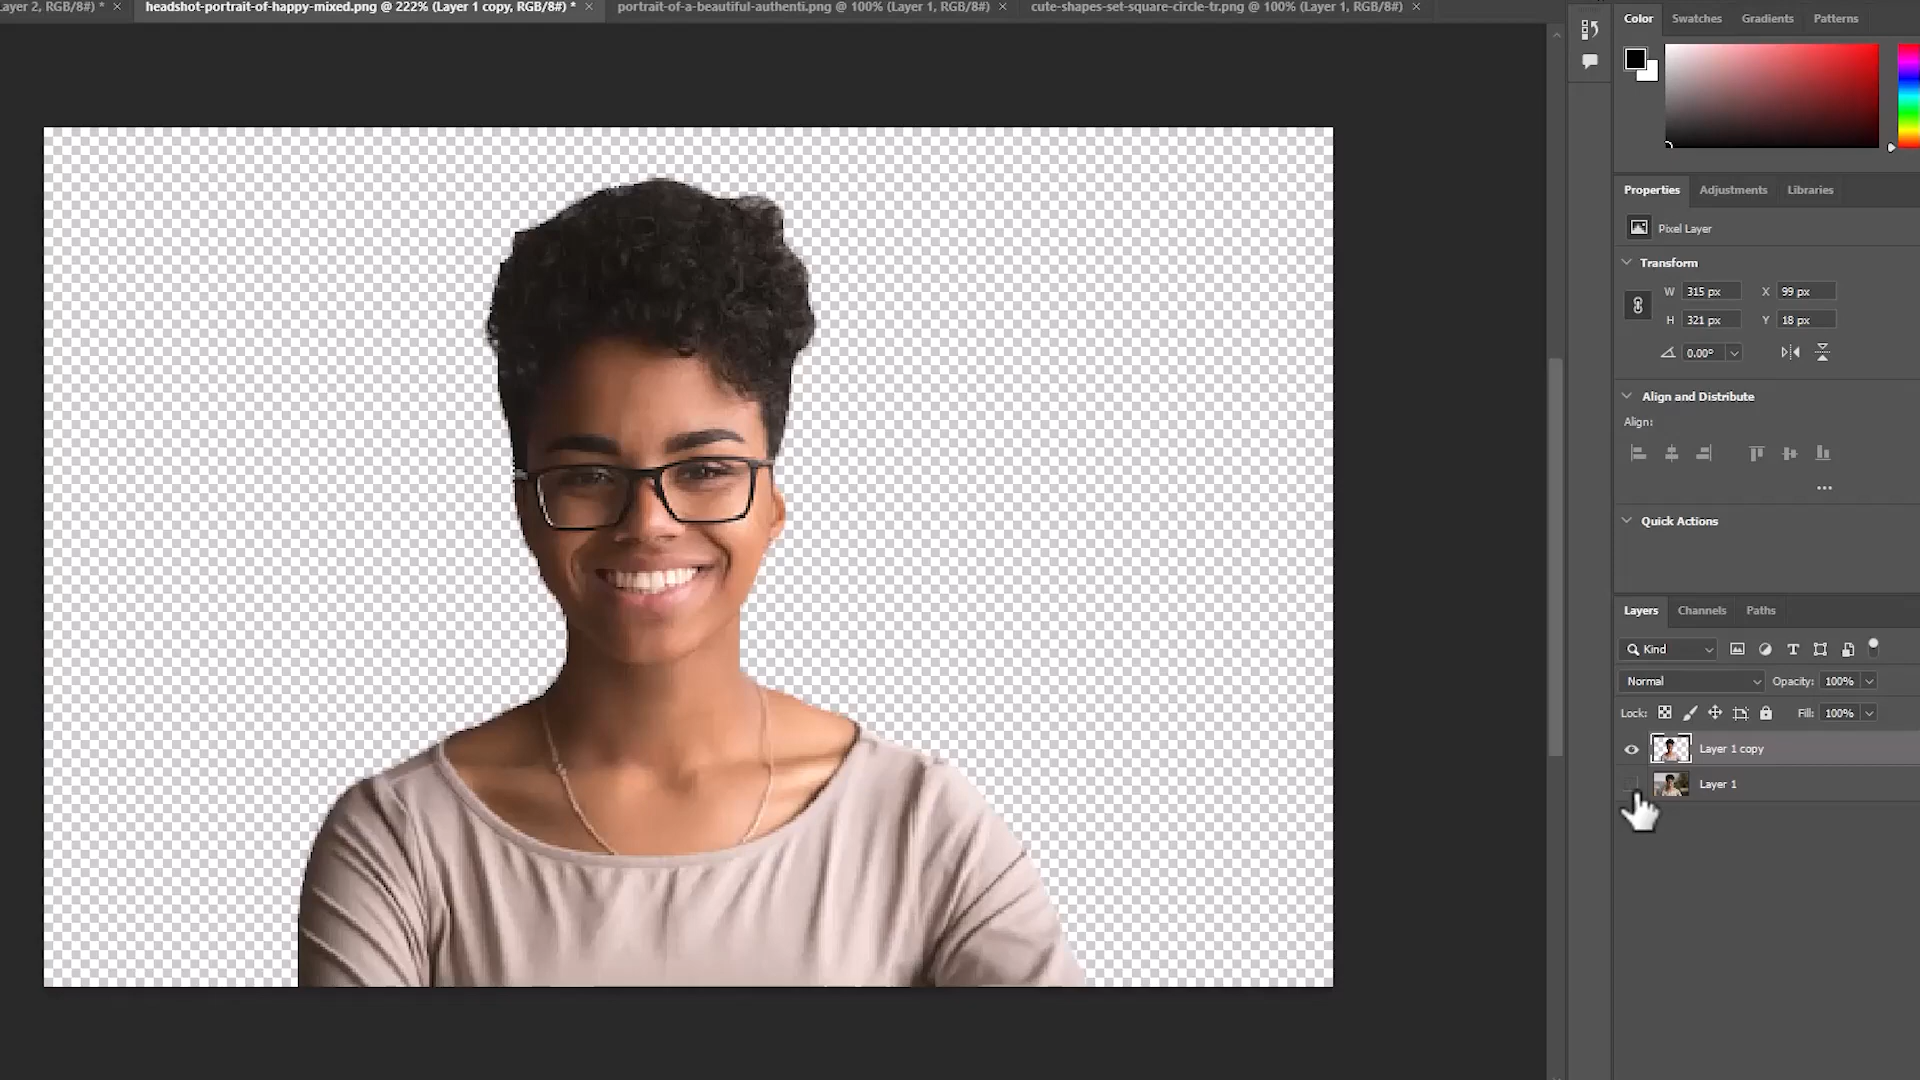 ayer 2, RGB/8#) *
headshot-portrait-of-happy-mixed.png @ 222% (Layer 1 copy, RGB/8#) *
portrait-of-a-beautiful-authenti.png @ 100% (Layer 1, RGB/8#)
cute-shapes-set-square-circle-tr.png @ 100% (Layer 1, RGB/8#)
Color Swatches Gradients Patterns
Properties Adjustments Libraries
Pixel Layer
Transform
W 315 px X 99 px
H 321 px Y 18 px
0.00°
Align and Distribute
Align:
Quick Actions
Layers Channels Paths
Kind
Normal Opacity: 100%
Lock: Fill: 100%
Layer 1 copy
Layer 1